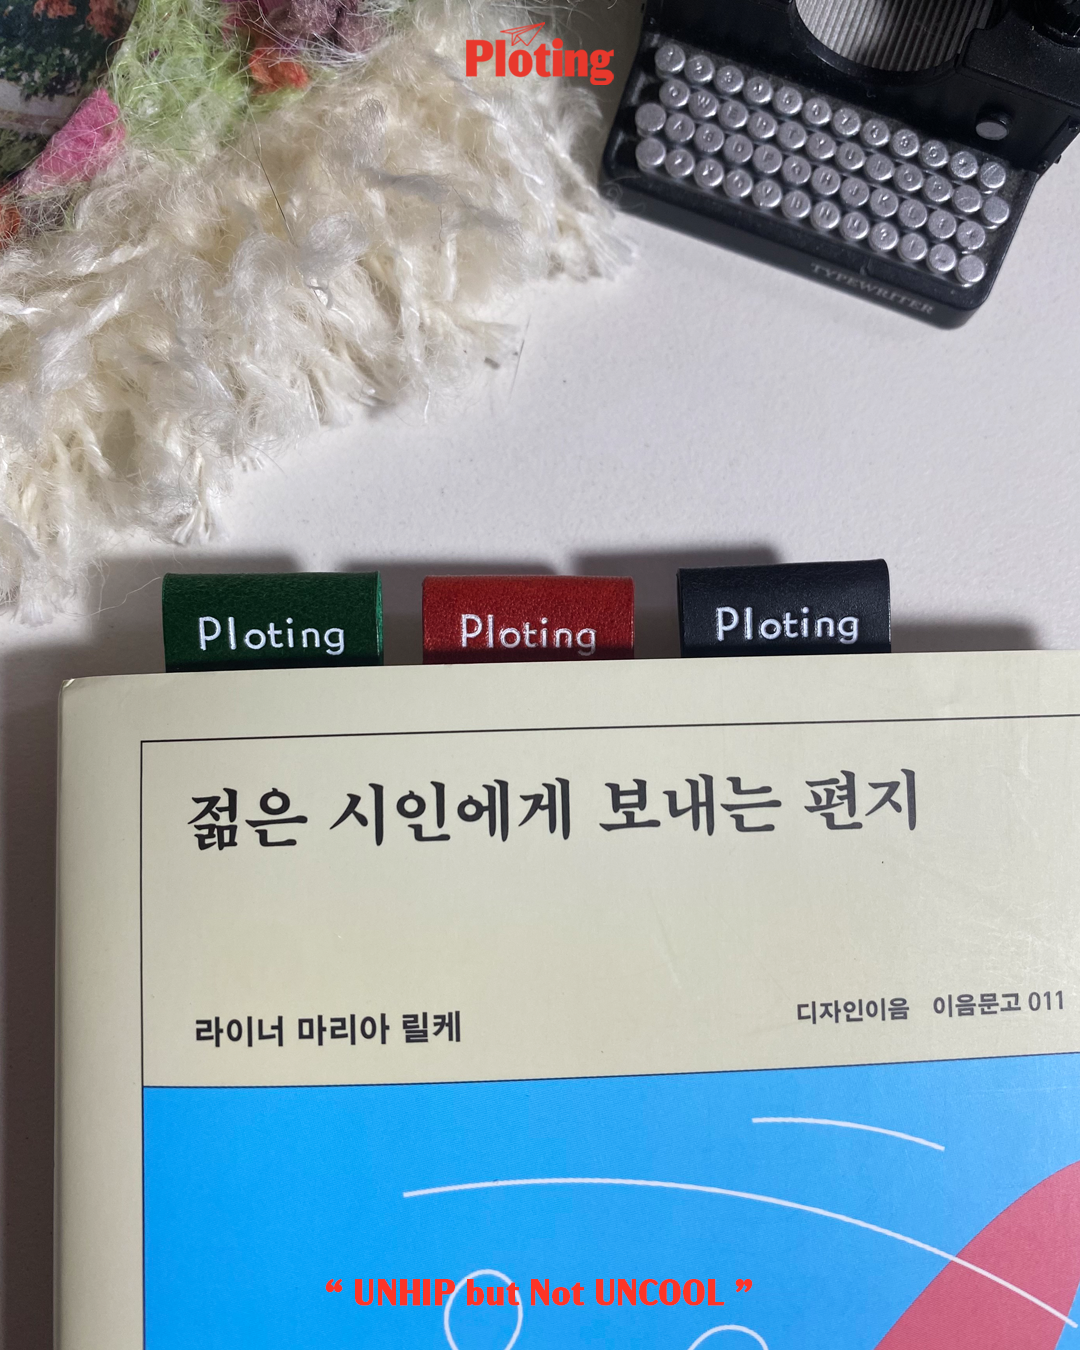 Ploting
TYPEWRITER
Ploting
Ploting
Ploting
젊은 시인에게 보내는 편지
라이너 마리아 릴케
디자인이음 이음문고 011
“ UNHIP but Not UNCOOL ”